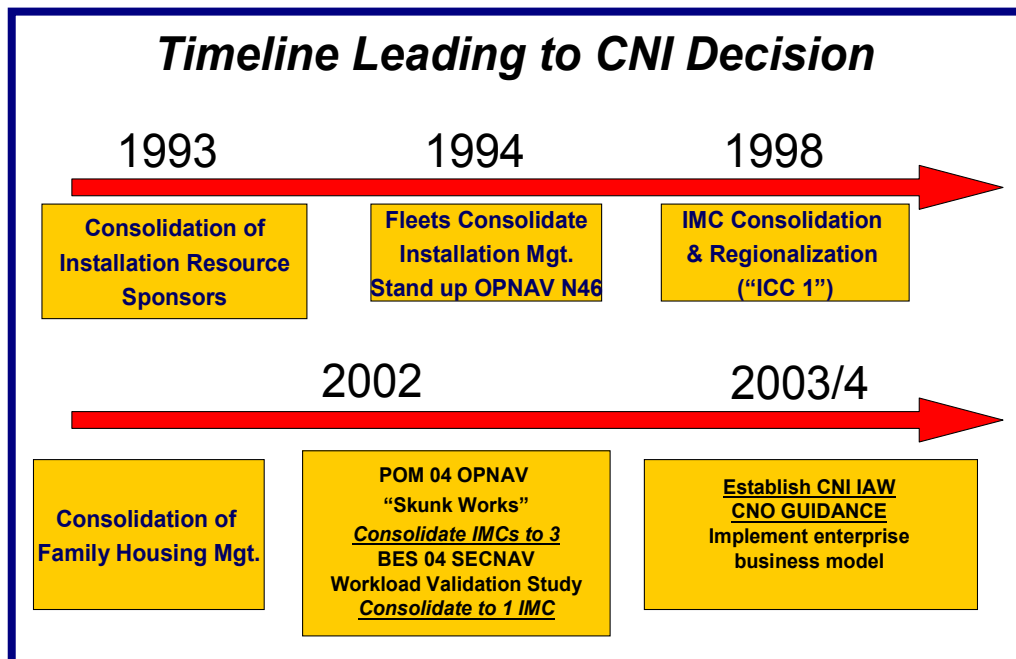 Timeline Leading to CNI Decision
1993
1994
1998
Consolidation of
Installation Resource
Sponsors
Fleets Consolidate
Installation Mgt.
Stand up OPNAV N46
IMC Consolidation
& Regionalization
(“ICC 1”)
2002
2003/4
Consolidation of
Family Housing Mgt.
POM 04 OPNAV
“Skunk Works”
Consolidate IMCs to 3
BES 04 SECNAV
Workload Validation Study
Consolidate to 1 IMC
Establish CNI IAW
CNO GUIDANCE
Implement enterprise
business model